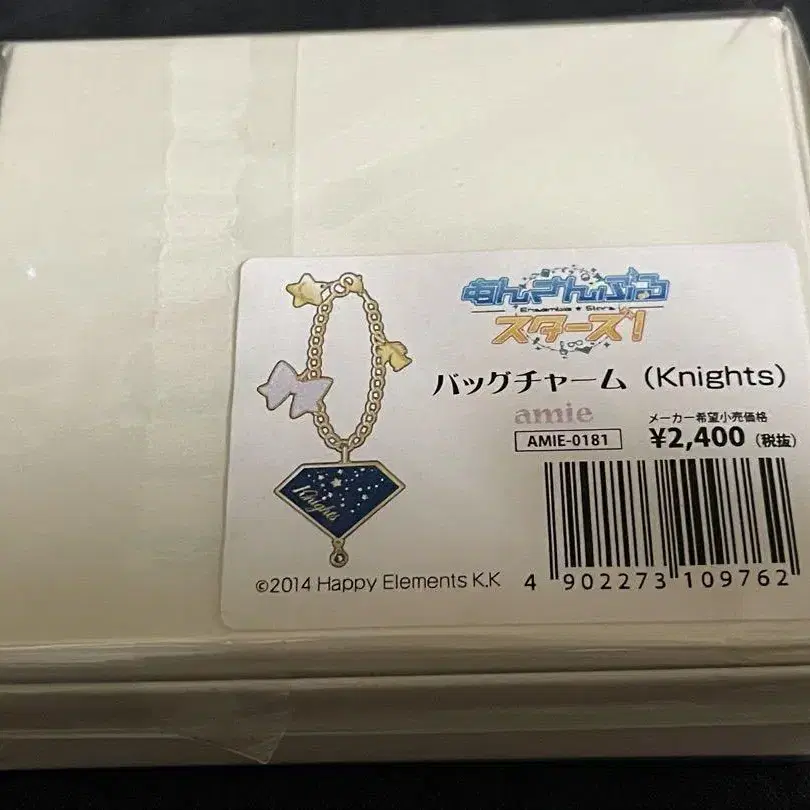 あんさんぶる
Ensemble Stars
スターズ!
バッグチャーム（Knights）
amie
メーカー希望小売価格
AMIE-0181
¥2,400（税抜）
Knights
©2014 Happy Elements K.K
4 902273 109762